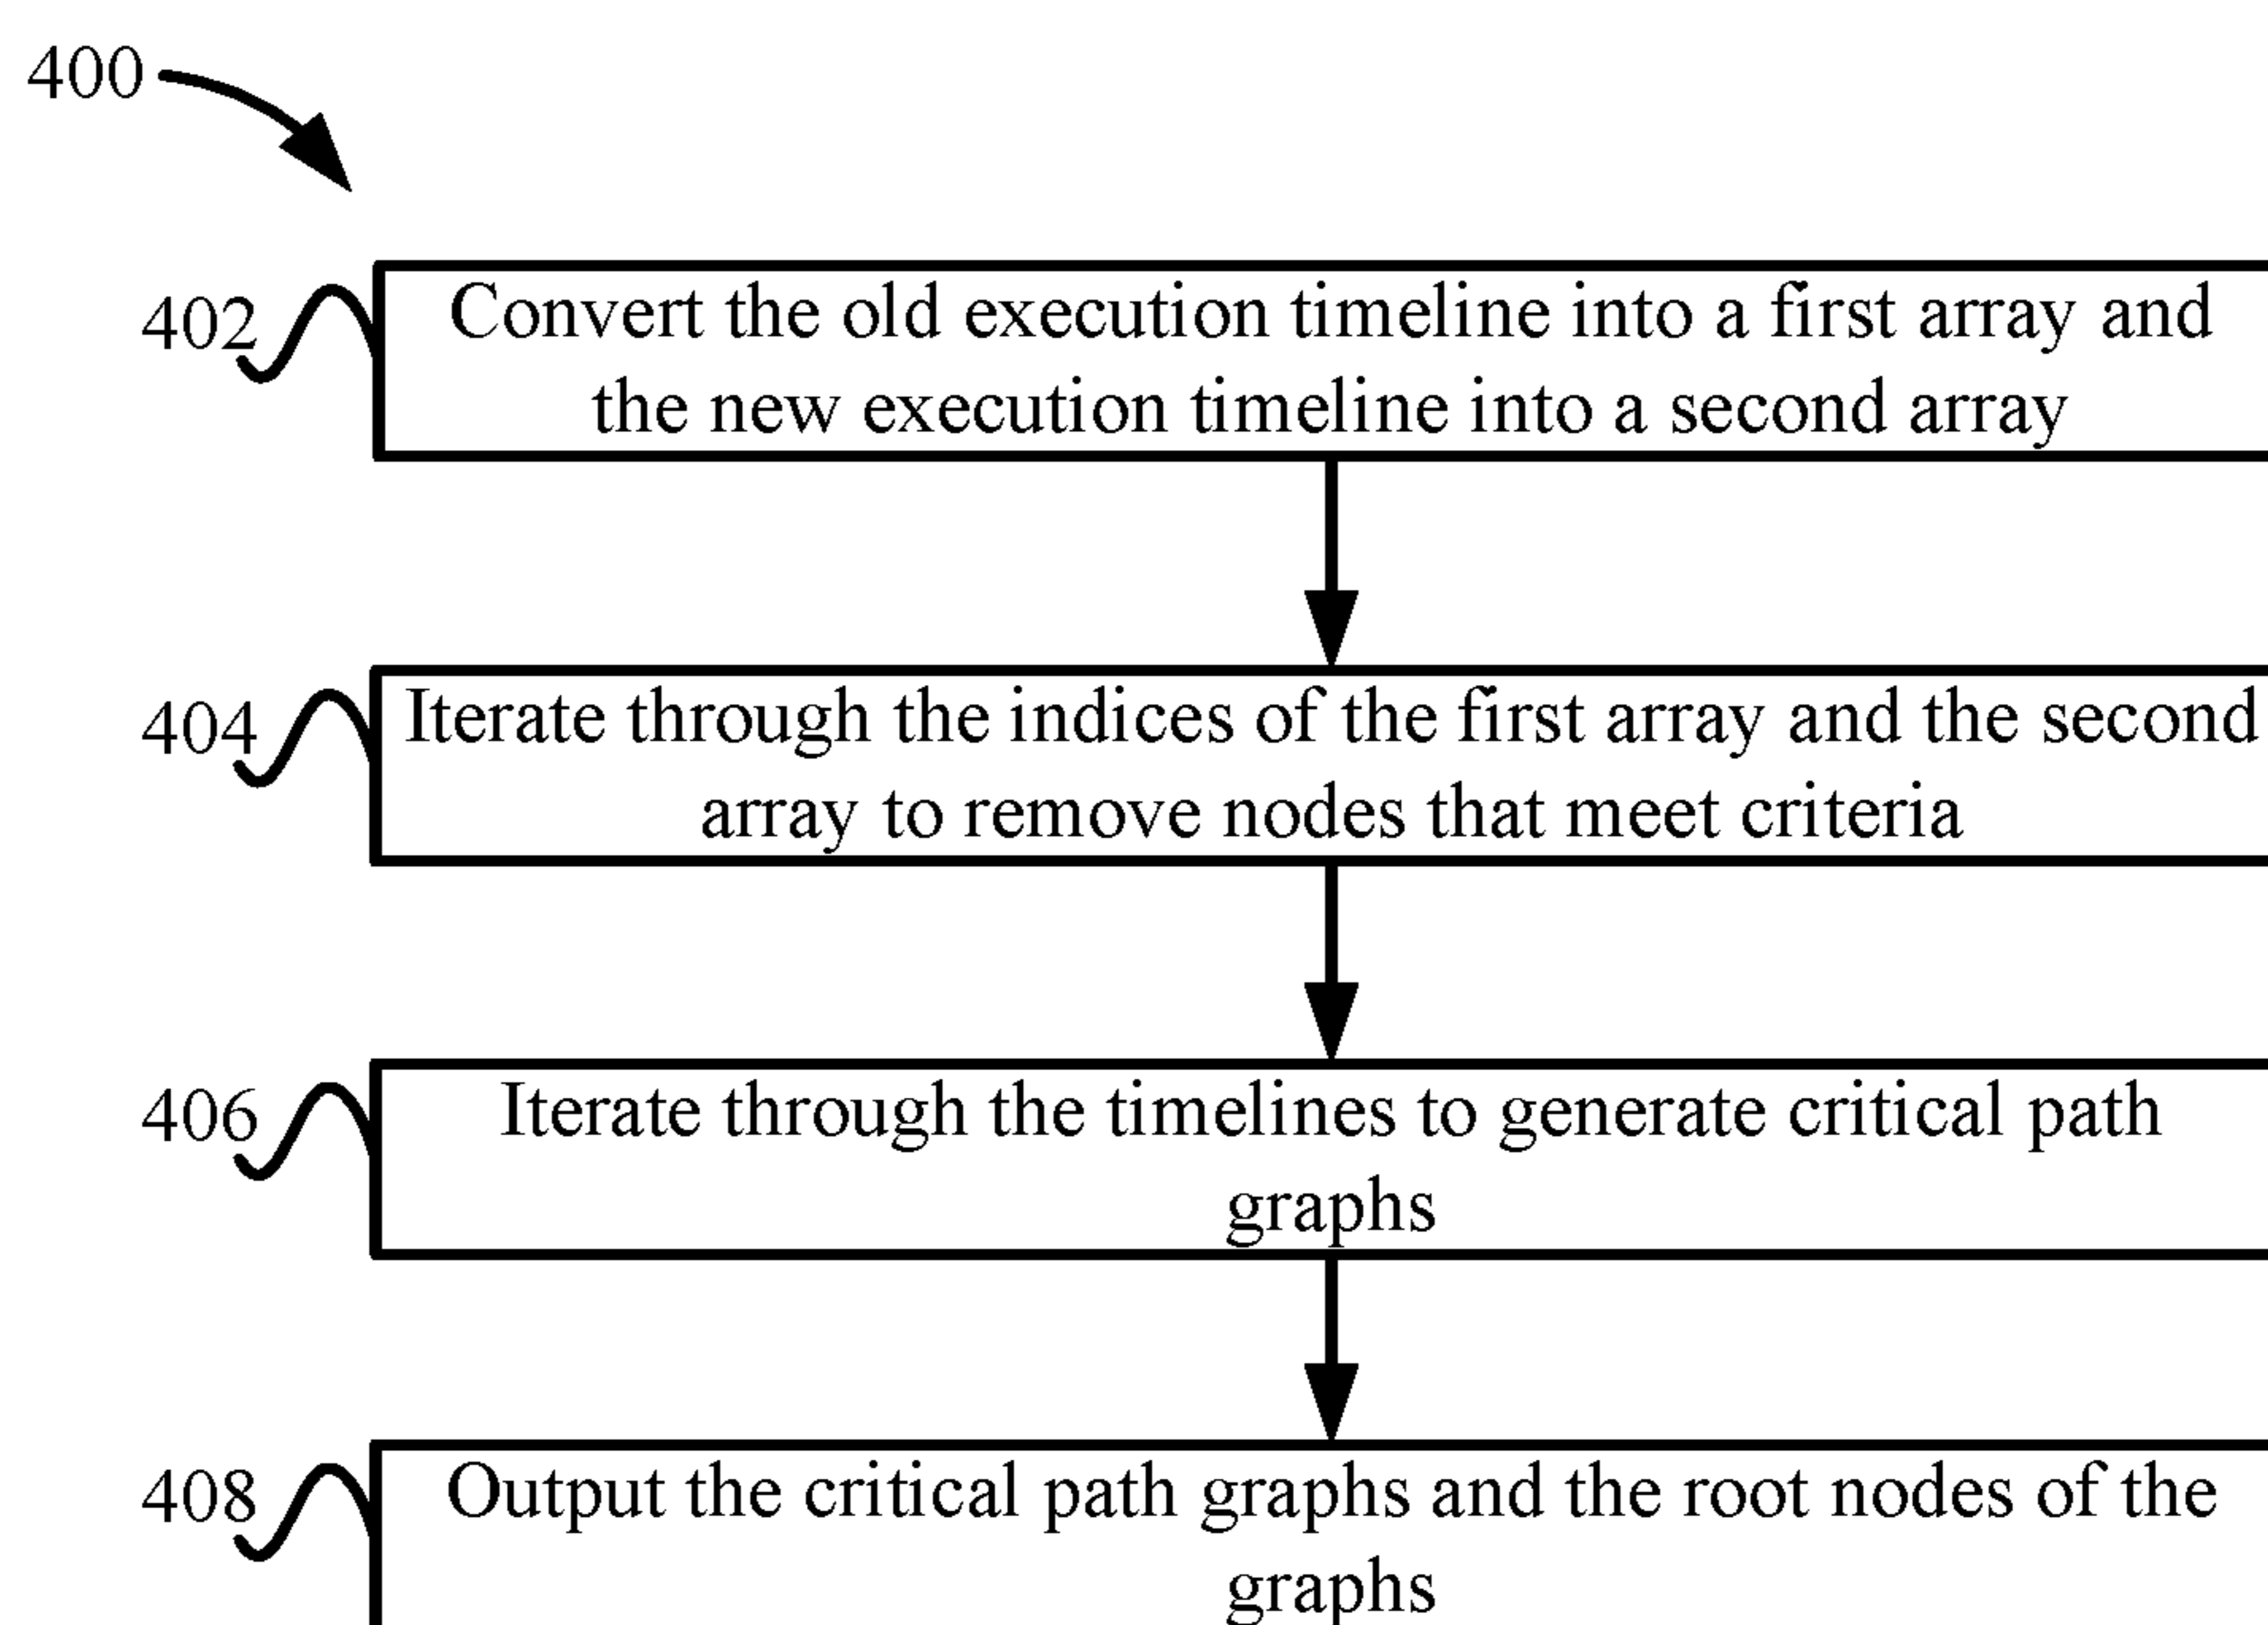 400
402
Convert the old execution timeline into a first array and
the new execution timeline into a second array
404
Iterate through the indices of the first array and the second
array to remove nodes that meet criteria
406
Iterate through the timelines to generate critical path
graphs
408
Output the critical path graphs and the root nodes of the
graphs